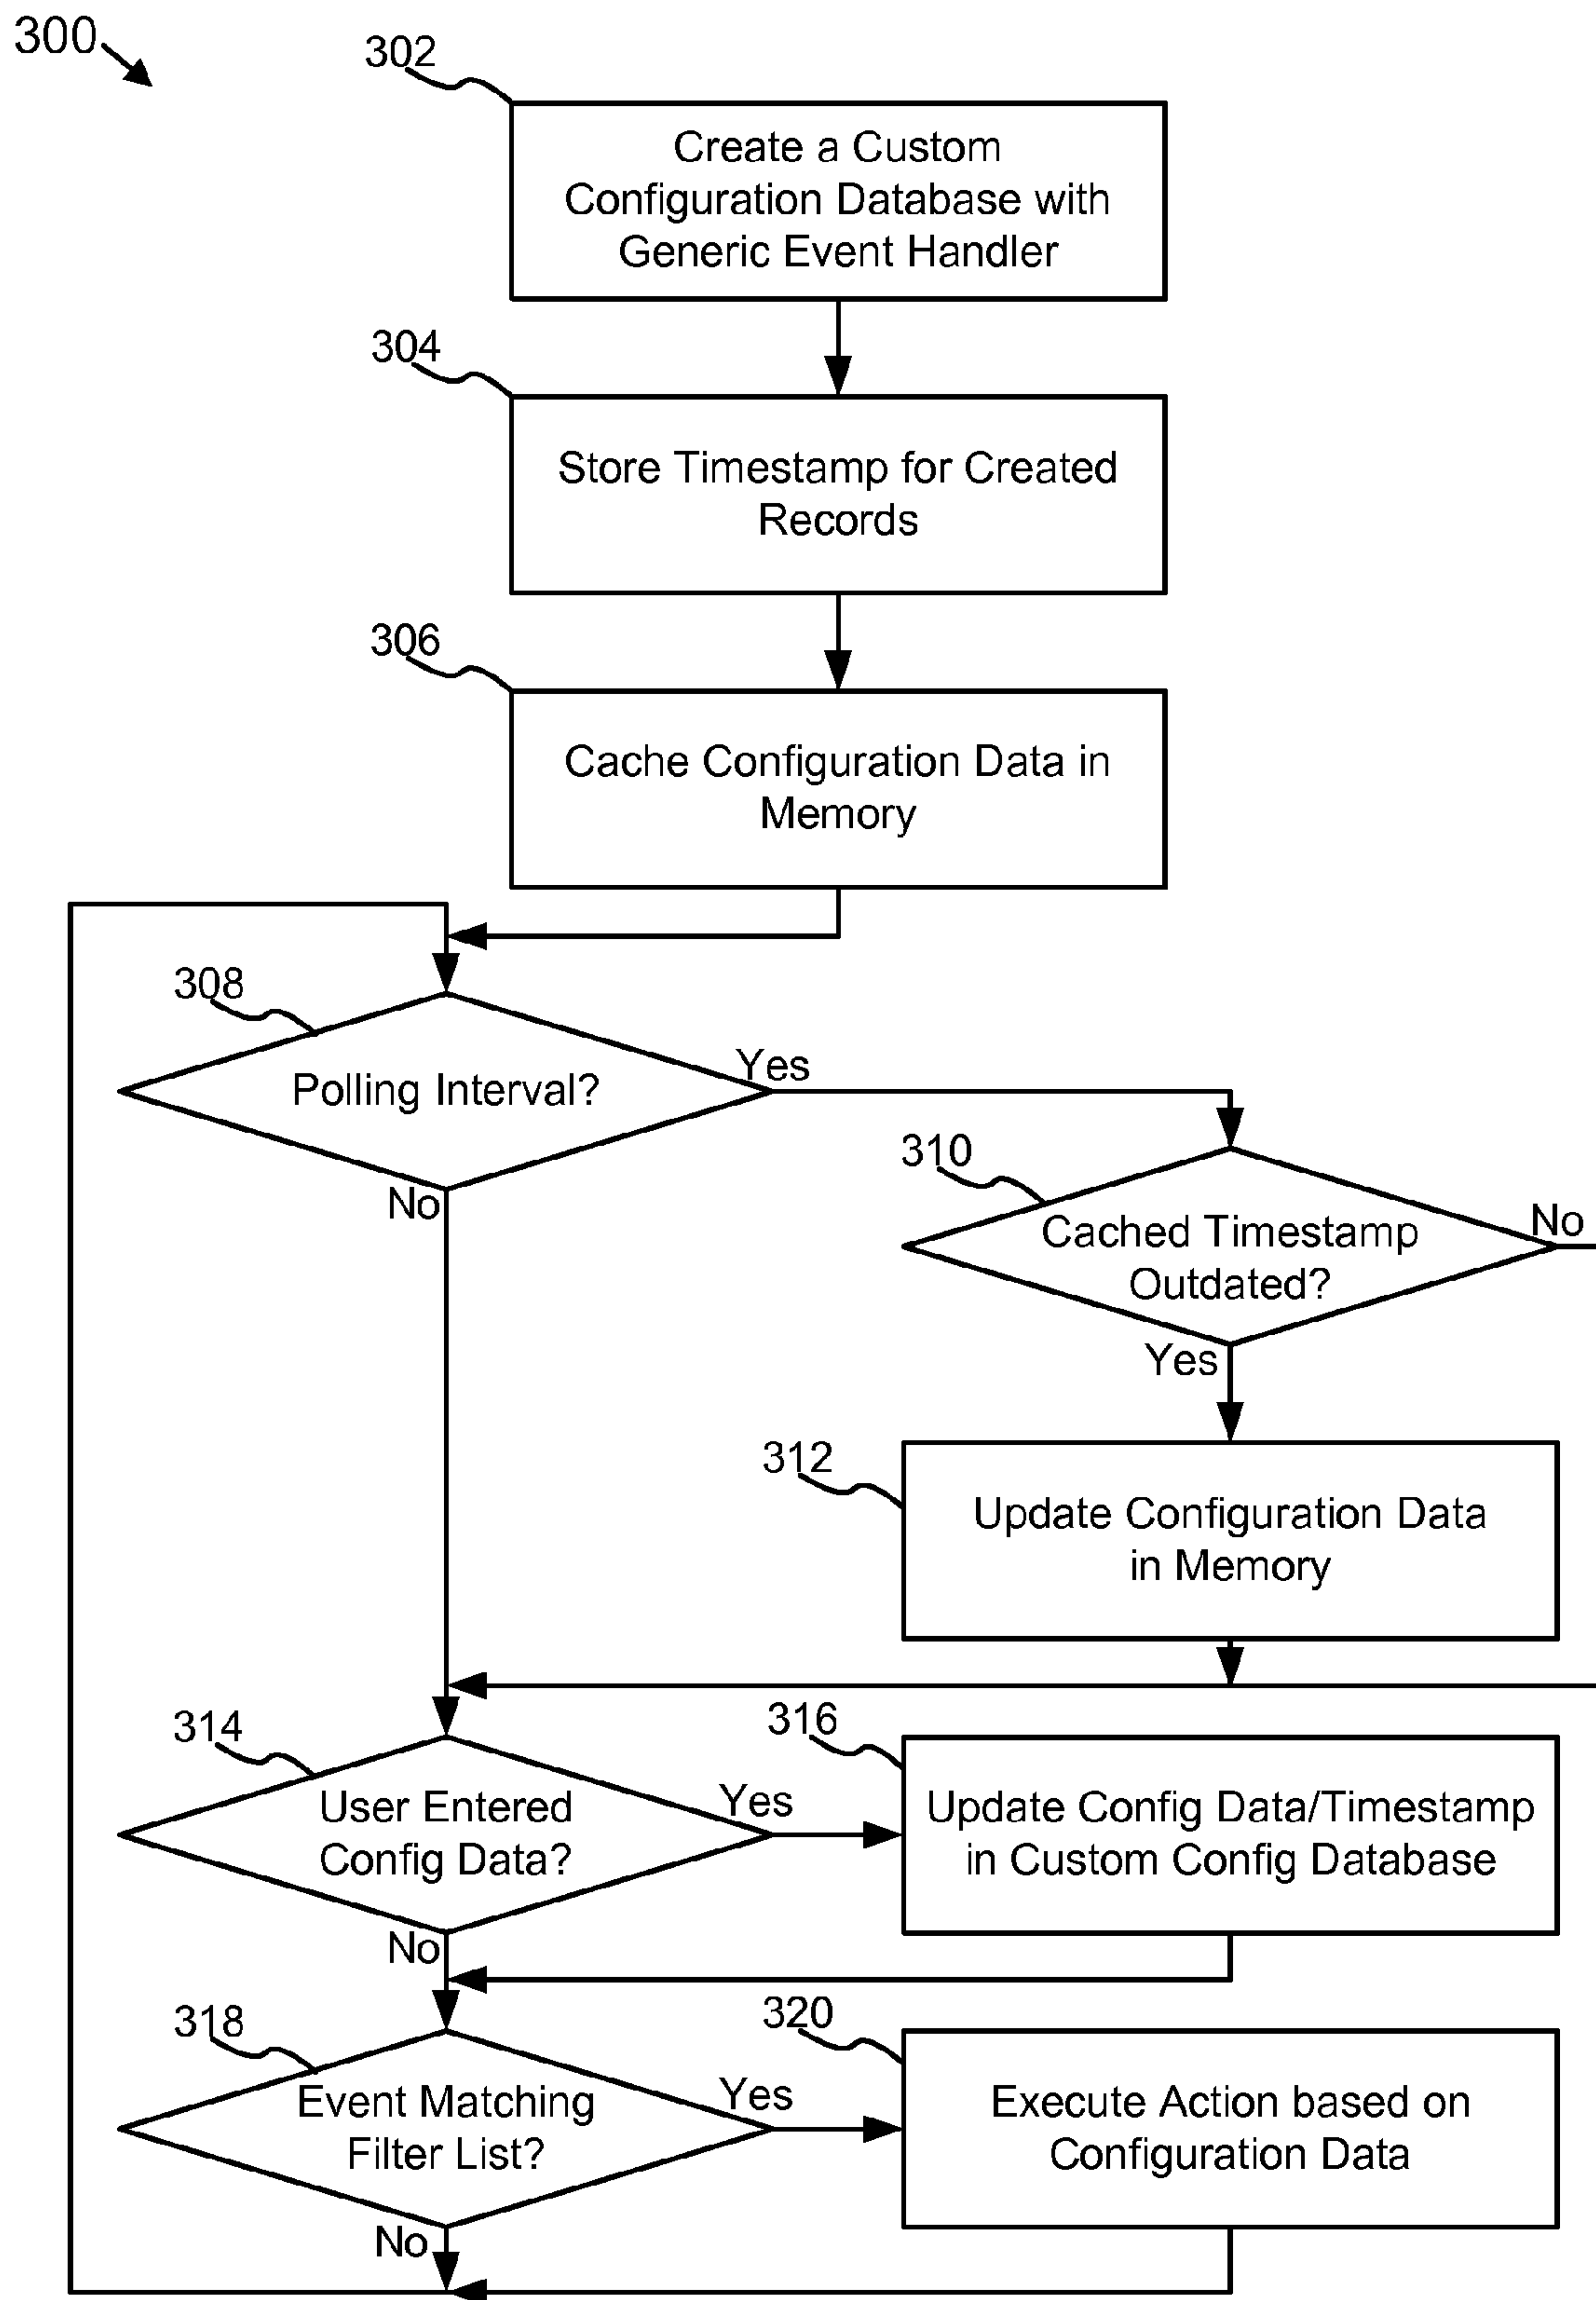 300
302
Create a Custom
Configuration Database with
Generic Event Handler
304
Store Timestamp for Created
Records
306
Cache Configuration Data in
Memory
308
Polling Interval?
Yes
No
310
Cached Timestamp
Outdated?
No
Yes
312
Update Configuration Data
in Memory
314
User Entered
Config Data?
Yes
No
316
Update Config Data/Timestamp
in Custom Config Database
318
Event Matching
Filter List?
Yes
No
320
Execute Action based on
Configuration Data